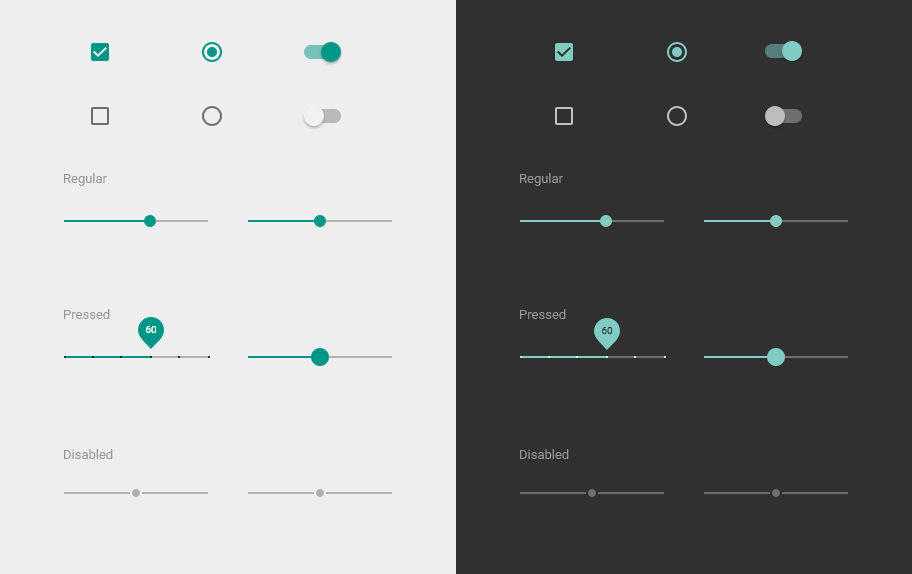 Regular
Regular
Pressed
Pressed
60
60
Disabled
Disabled